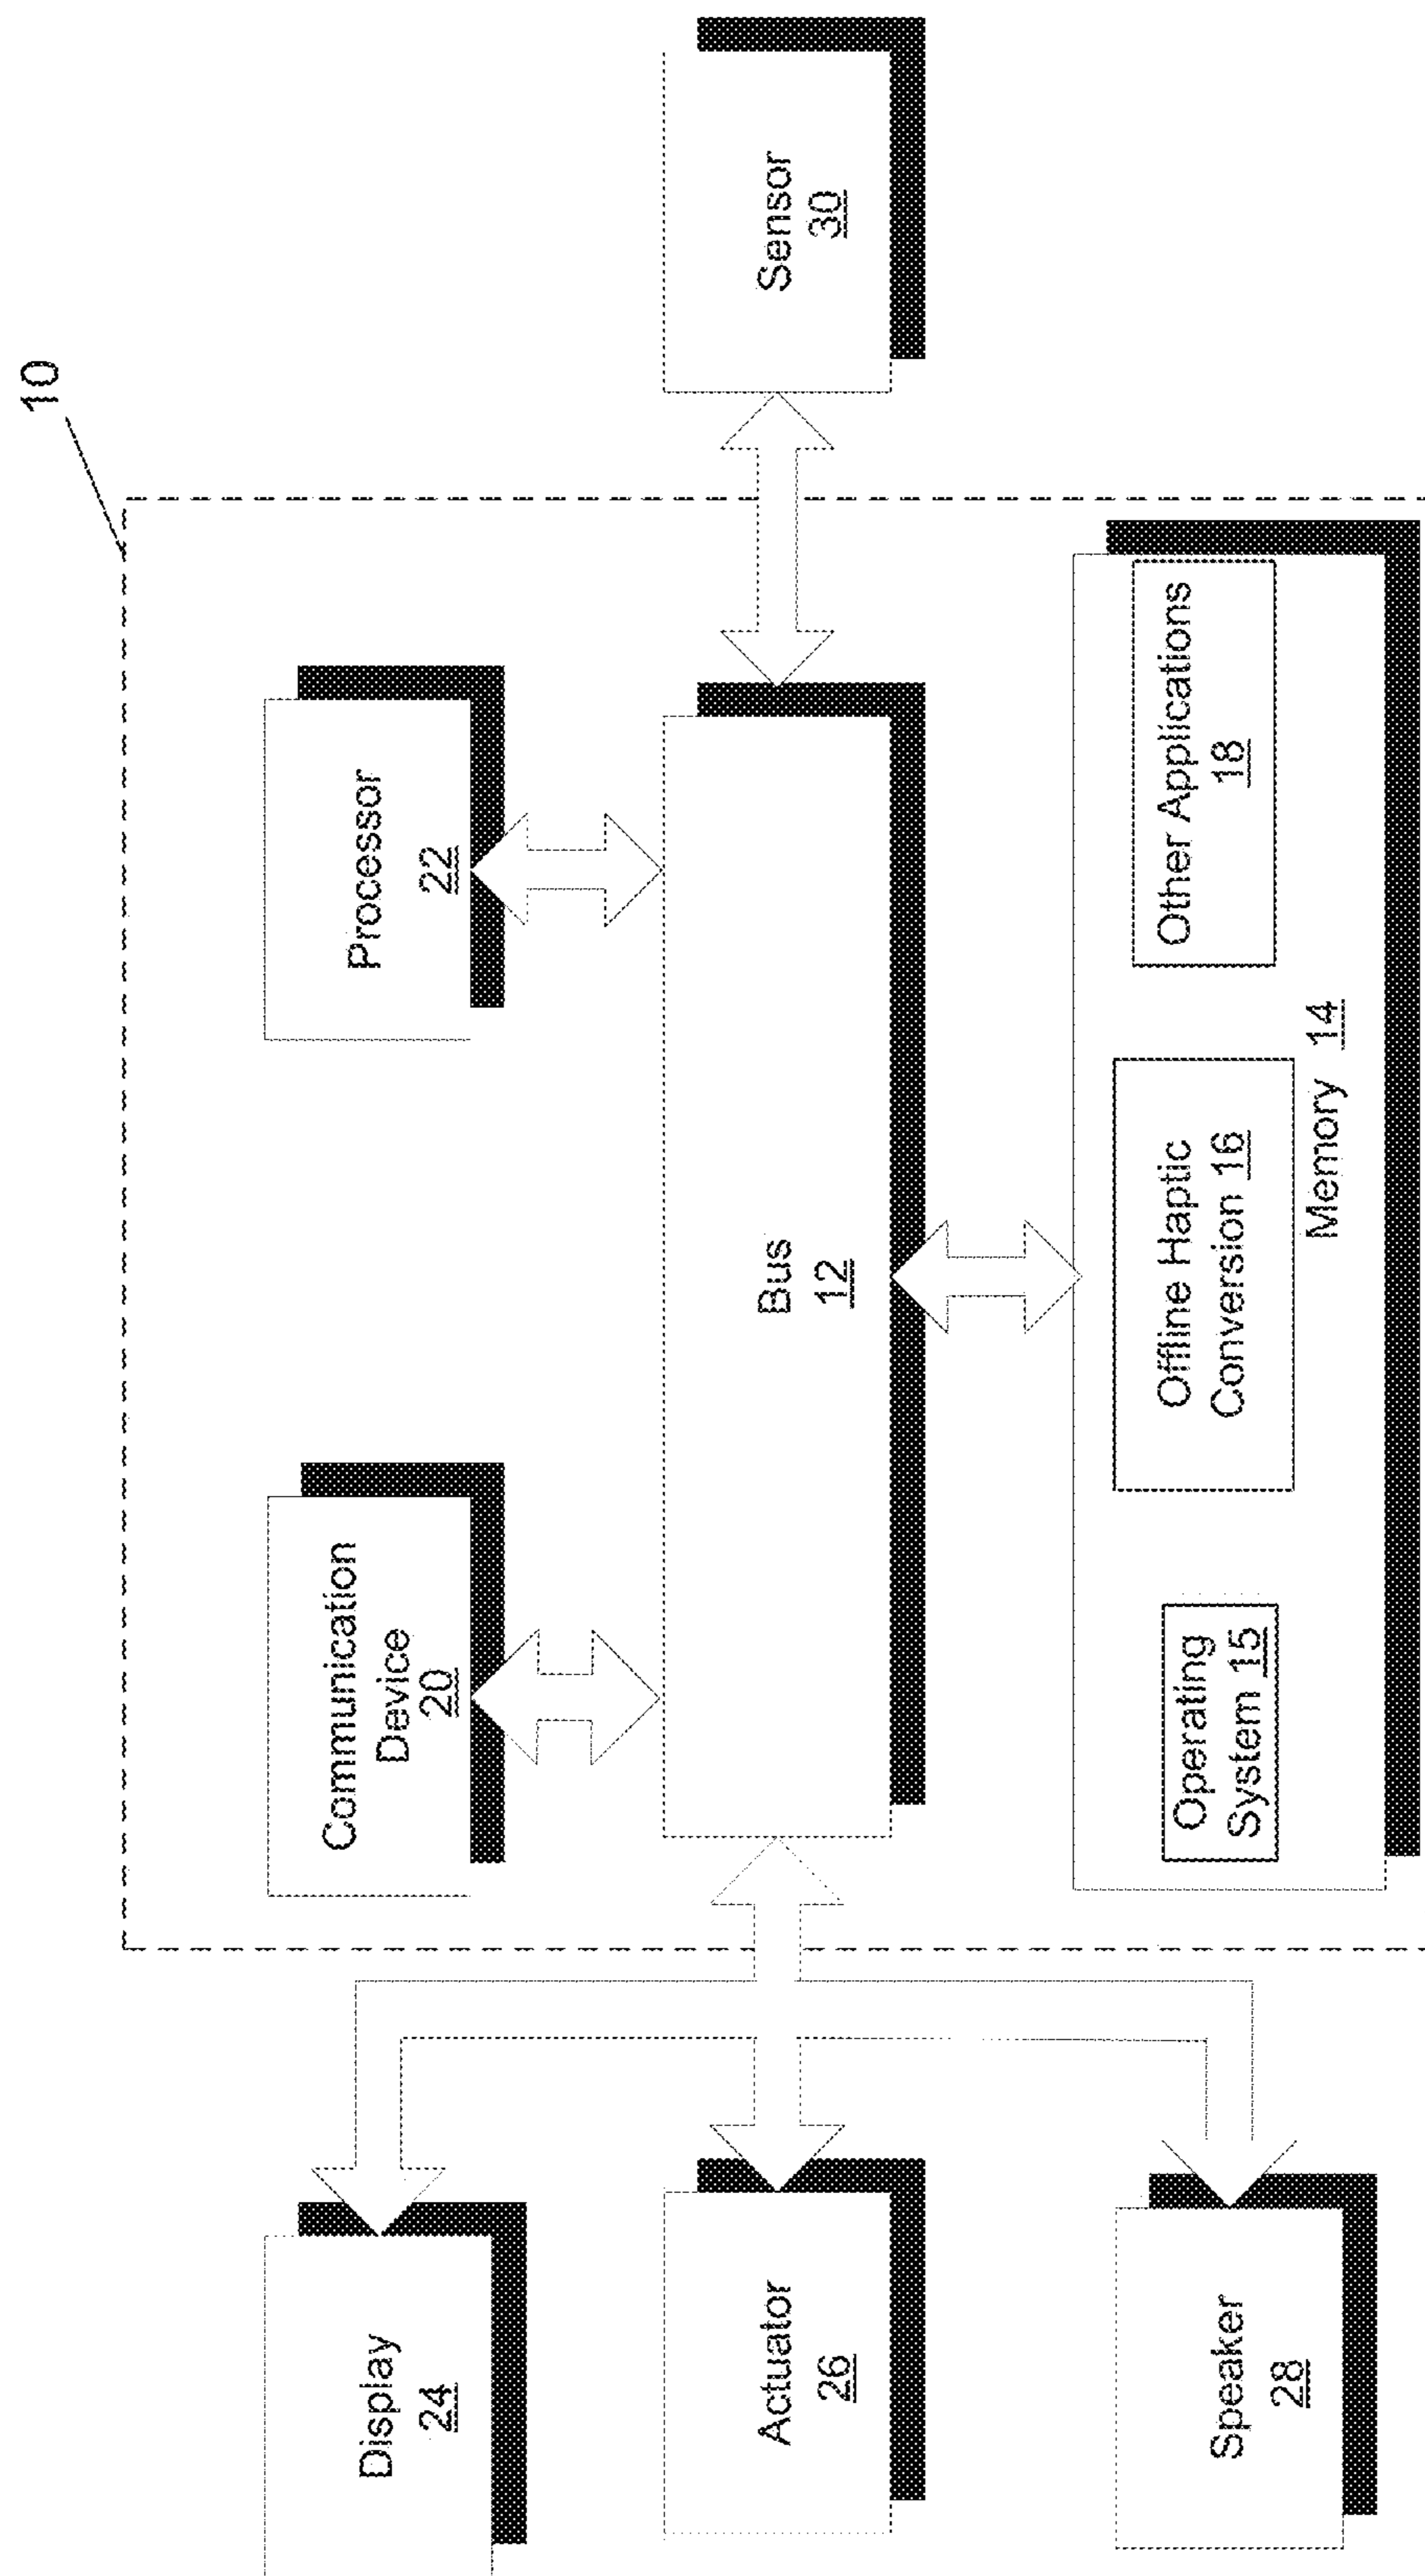 10
Communication
Device
20
Processor
22
Display
24
Actuator
26
Bus
12
Sensor
30
Speaker
28
Operating
System 15
Offline Haptic
Conversion 16
Other Applications
18
Memory 14